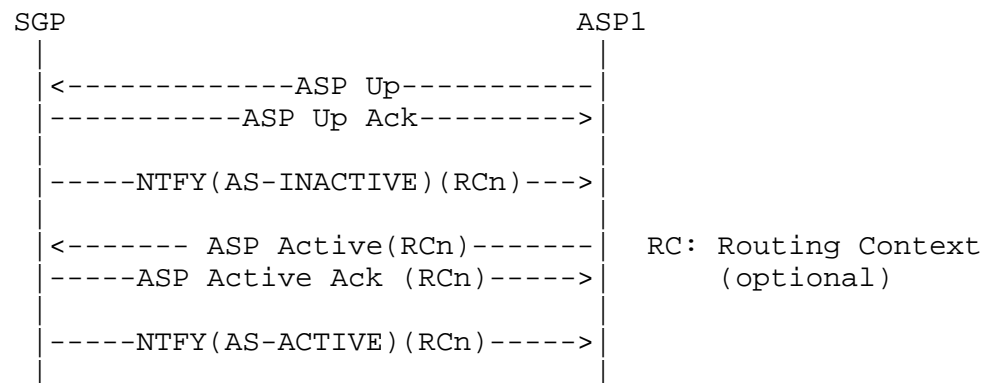 SGP ASP1
<-------------ASP Up-----------
-----------ASP Up Ack--------->
-----NTFY(AS-INACTIVE)(RCn)--->
<------- ASP Active(RCn)------- RC: Routing Context
-----ASP Active Ack (RCn)-----> (optional)
-----NTFY(AS-ACTIVE)(RCn)----->